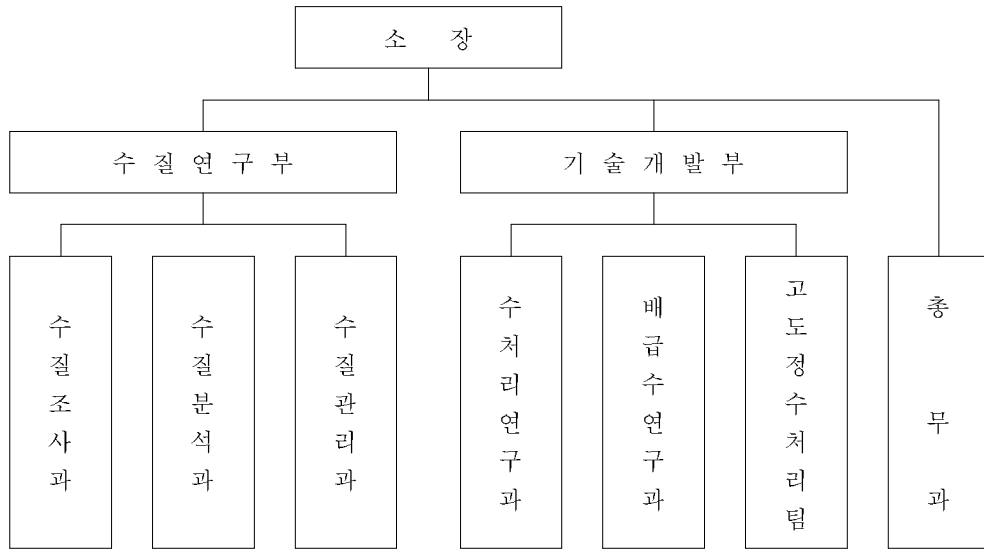 소 장
수 질 연 구 부
기 술 개 발 부
수질조사과
수질분석과
수질관리과
수처리연구과
배급수연구과
고도정수처리팀
총무과